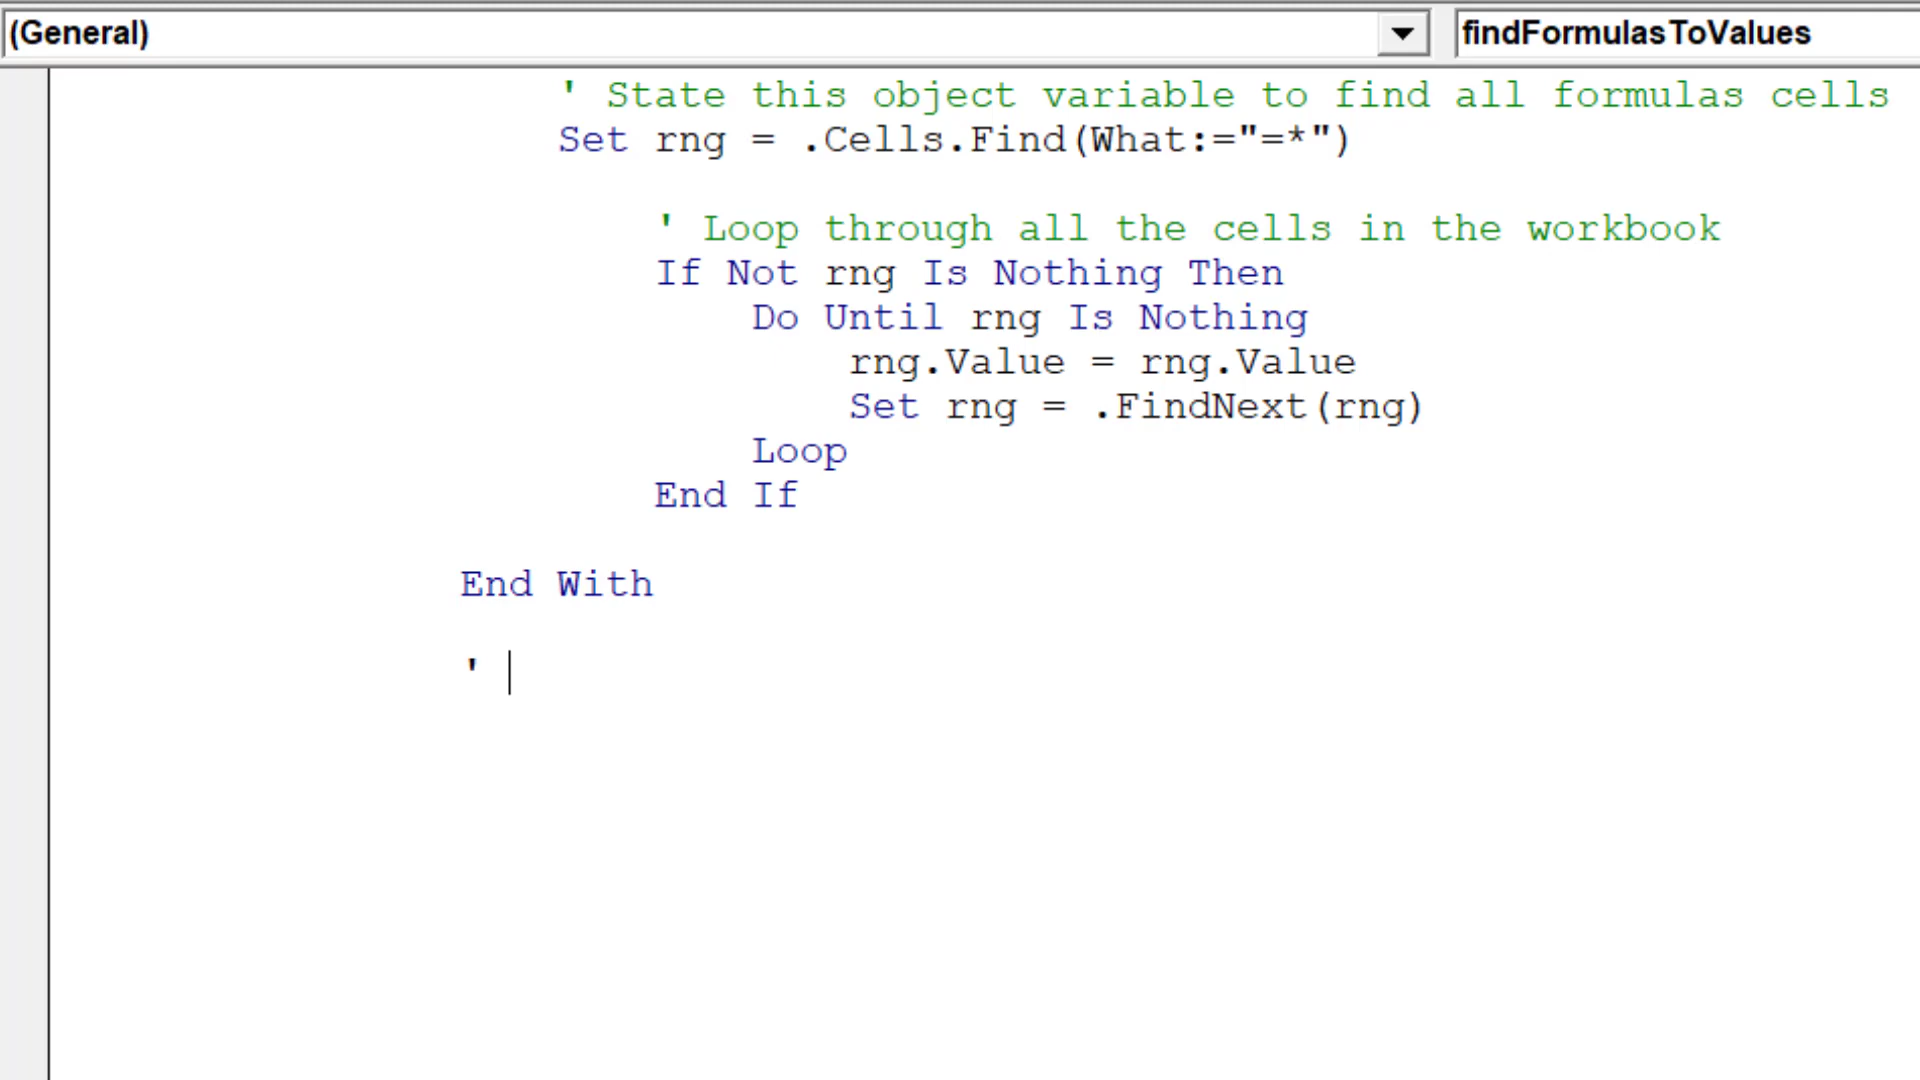 (General)
findFormulasToValues
' State this object variable to find all formulas cells
Set rng = .Cells.Find(What:="=*")
' Loop through all the cells in the workbook
If Not rng Is Nothing Then
Do Until rng Is Nothing
rng.Value = rng.Value
Set rng = .FindNext(rng)
Loop
End If
End With
'